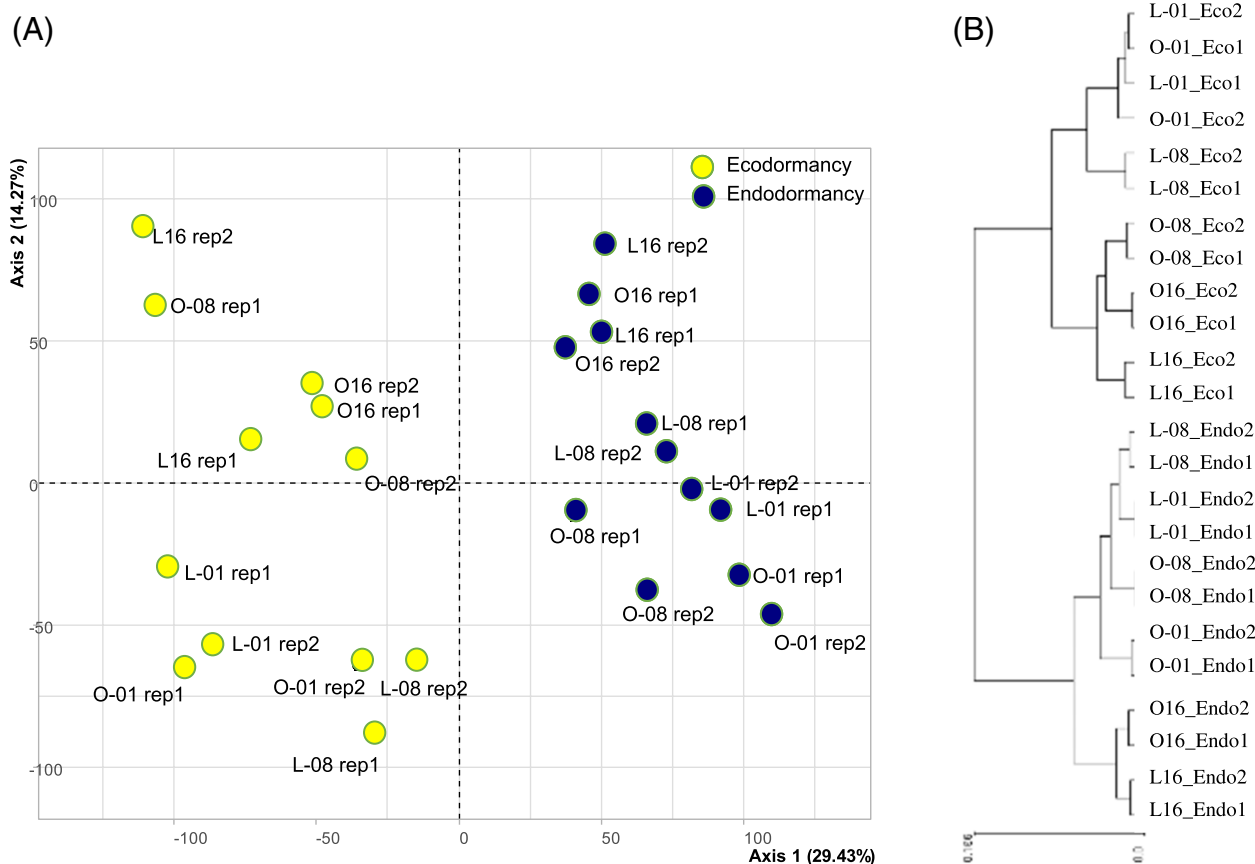 (A)
(B)
Axis 2 (14.27%)
100
50
0
-50
-100
Ecodormancy
Endodormancy
L16 rep2
O-08 rep1
O16 rep2
O16 rep1
L16 rep1
O-08 rep2
L-01 rep1
L-01 rep2
O-01 rep1
O-01 rep2
L-08 rep2
L-08 rep1
L16 rep2
O16 rep1
L16 rep1
O16 rep2
L-08 rep1
L-08 rep2
L-01 rep2
L-01 rep1
O-08 rep1
O-01 rep1
O-08 rep2
O-01 rep2
-100
-50
0
50
100
Axis 1 (29.43%)
L-01_Eco2
O-01_Eco1
L-01_Eco1
O-01_Eco2
L-08_Eco2
L-08_Eco1
O-08_Eco2
O-08_Eco1
O16_Eco2
O16_Eco1
L16_Eco2
L16_Eco1
L-08_Endo2
L-08_Endo1
L-01_Endo2
L-01_Endo1
O-08_Endo2
O-08_Endo1
O-01_Endo2
O-01_Endo1
O16_Endo2
O16_Endo1
L16_Endo2
L16_Endo1
0.0